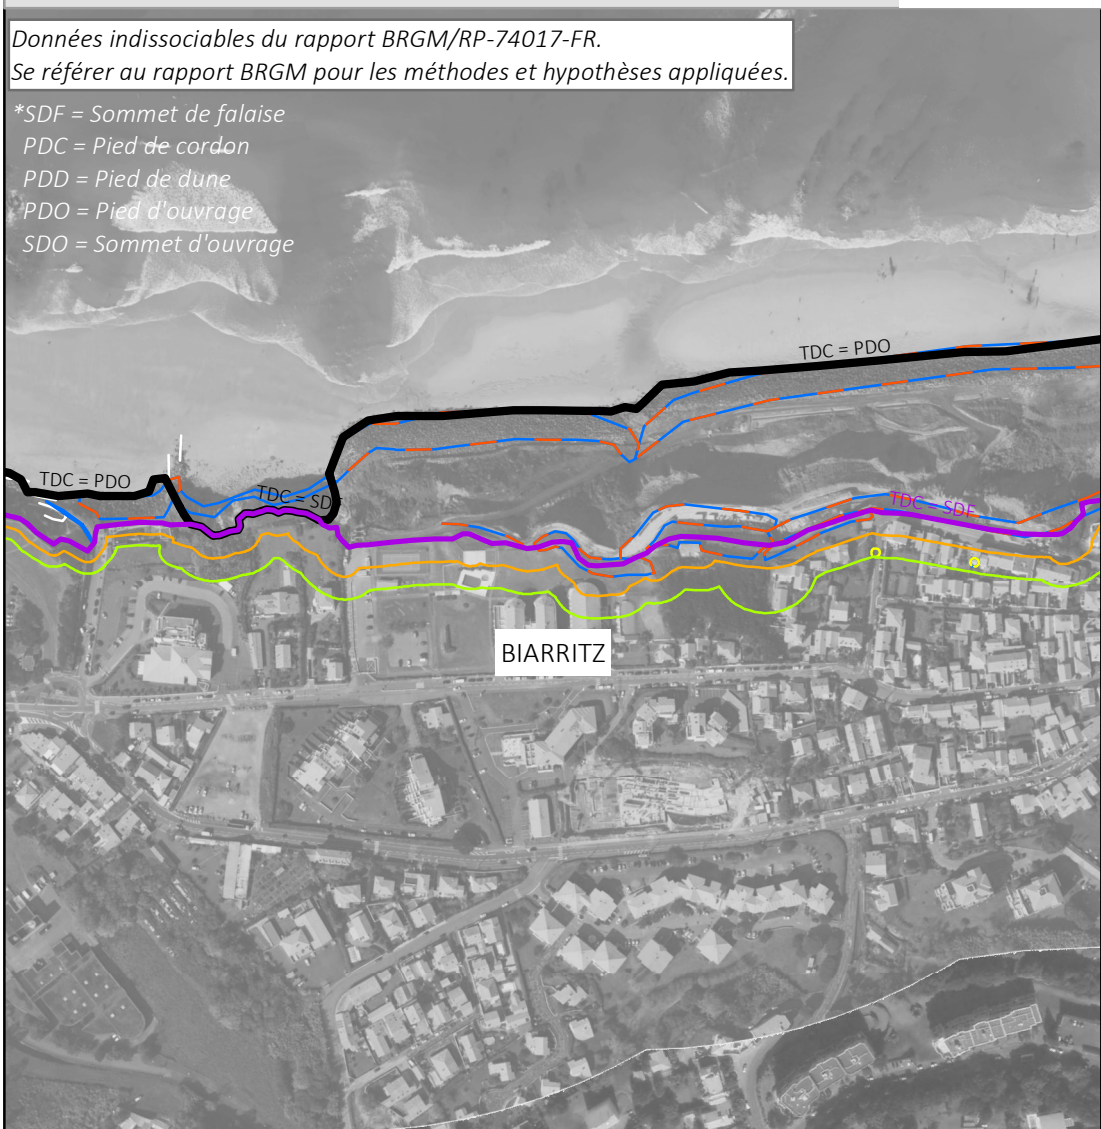 Données indissociables du rapport BRGM/RP-74017-FR.
Se référer au rapport BRGM pour les méthodes et hypothèses appliquées.
*SDF = Sommet de falaise
PDC = Pied de cordon
PDD = Pied de dune
PDO = Pied d'ouvrage
SDO = Sommet d'ouvrage
TDC = PDO
TDC = PDO
TDC = SDF
TDC = SDF
BIARRITZ